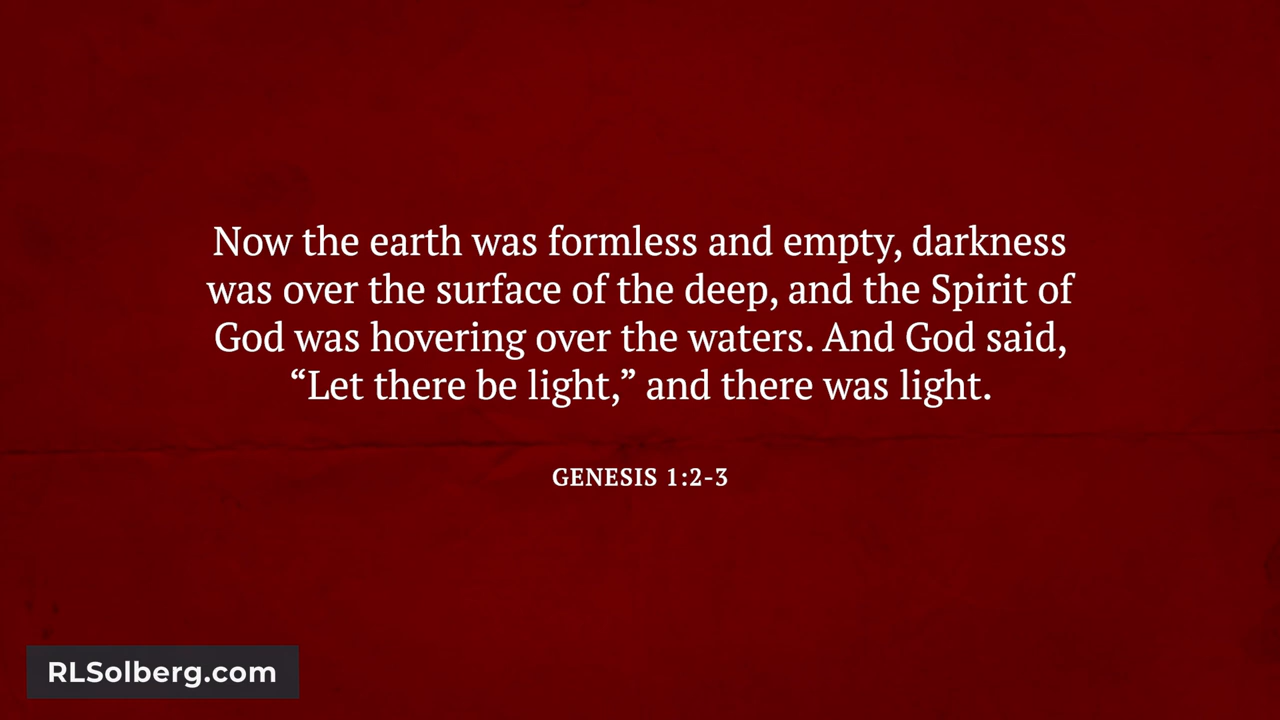 Now the earth was formless and empty, darkness
was over the surface of the deep, and the Spirit of
God was hovering over the waters. And God said,
“Let there be light,” and there was light.
GENESIS 1:2-3
RLSolberg.com